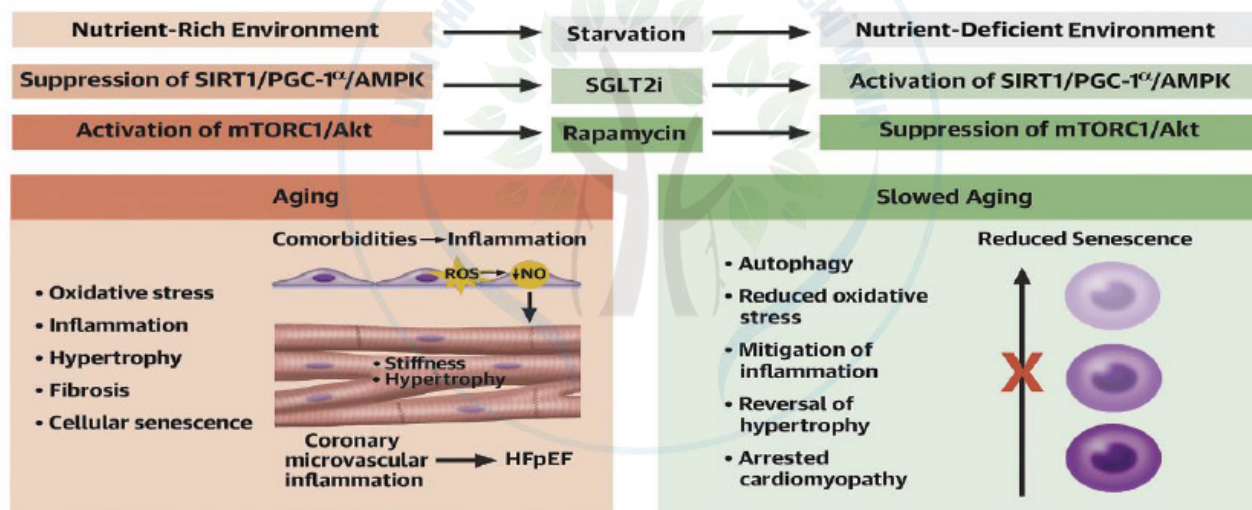 Nutrient-Rich Environment
Starvation
Nutrient-Deficient Environment
Suppression of SIRT1/PGC-1α/AMPK
SGLT2i
Activation of SIRT1/PGC-1α/AMPK
Activation of mTORC1/Akt
Rapamycin
Suppression of mTORC1/Akt
Aging
Comorbidities
Inflammation
ROS
↓NO
• Oxidative stress
• Inflammation
• Hypertrophy
• Fibrosis
• Cellular senescence
• Stiffness
• Hypertrophy
Coronary
microvascular
inflammation
HFpEF
Slowed Aging
Reduced Senescence
• Autophagy
• Reduced oxidative
stress
• Mitigation of
inflammation
• Reversal of
hypertrophy
• Arrested
cardiomyopathy
X